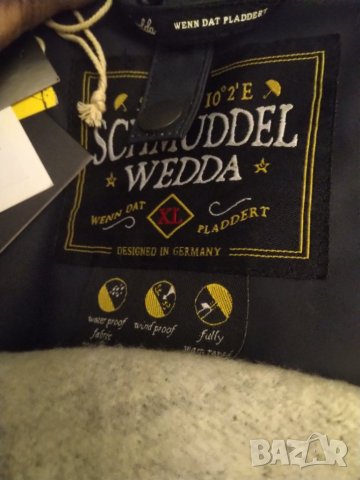 WENN DAT PLADDERT
10°2'E
SCHMUDDEL
WEDDA
WENN DAT
XL
PLADDERT
DESIGNED IN GERMANY
water proof
fabric
wind proof
fully
bazar.bg